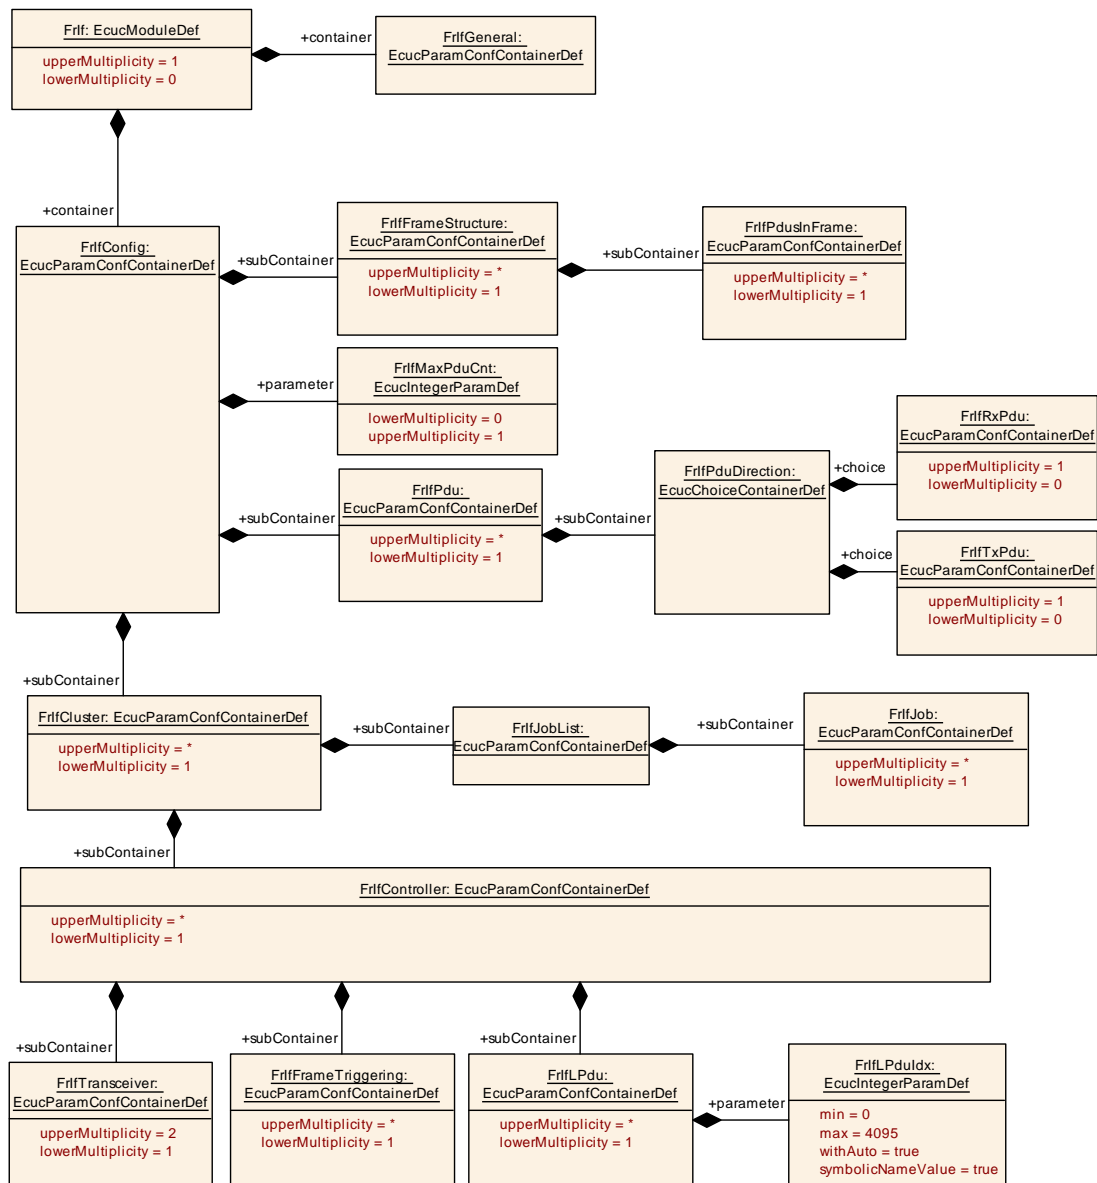 FrIf: EcucModuleDef
upperMultiplicity = 1
lowerMultiplicity = 0
+container
FrIfGeneral:
EcucParamConfContainerDef
+container
FrIfConfig:
EcucParamConfContainerDef
+subContainer
FrIfFrameStructure:
EcucParamConfContainerDef
upperMultiplicity = *
lowerMultiplicity = 1
+subContainer
FrIfPdusInFrame:
EcucParamConfContainerDef
upperMultiplicity = *
lowerMultiplicity = 1
+parameter
FrIfMaxPduCnt:
EcucIntegerParamDef
lowerMultiplicity = 0
upperMultiplicity = 1
+subContainer
FrIfPdu:
EcucParamConfContainerDef
upperMultiplicity = *
lowerMultiplicity = 1
+subContainer
FrIfPduDirection:
EcucChoiceContainerDef
+choice
FrIfRxPdu:
EcucParamConfContainerDef
upperMultiplicity = 1
lowerMultiplicity = 0
+choice
FrIfTxPdu:
EcucParamConfContainerDef
upperMultiplicity = 1
lowerMultiplicity = 0
+subContainer
FrIfCluster: EcucParamConfContainerDef
upperMultiplicity = *
lowerMultiplicity = 1
+subContainer
FrIfJobList:
EcucParamConfContainerDef
+subContainer
FrIfJob:
EcucParamConfContainerDef
upperMultiplicity = *
lowerMultiplicity = 1
+subContainer
FrIfController: EcucParamConfContainerDef
upperMultiplicity = *
lowerMultiplicity = 1
+subContainer
FrIfTransceiver:
EcucParamConfContainerDef
upperMultiplicity = 2
lowerMultiplicity = 1
+subContainer
FrIfFrameTriggering:
EcucParamConfContainerDef
upperMultiplicity = *
lowerMultiplicity = 1
+subContainer
FrIfLPdu:
EcucParamConfContainerDef
upperMultiplicity = *
lowerMultiplicity = 1
+parameter
FrIfLPduIdx:
EcucIntegerParamDef
min = 0
max = 4095
withAuto = true
symbolicNameValue = true